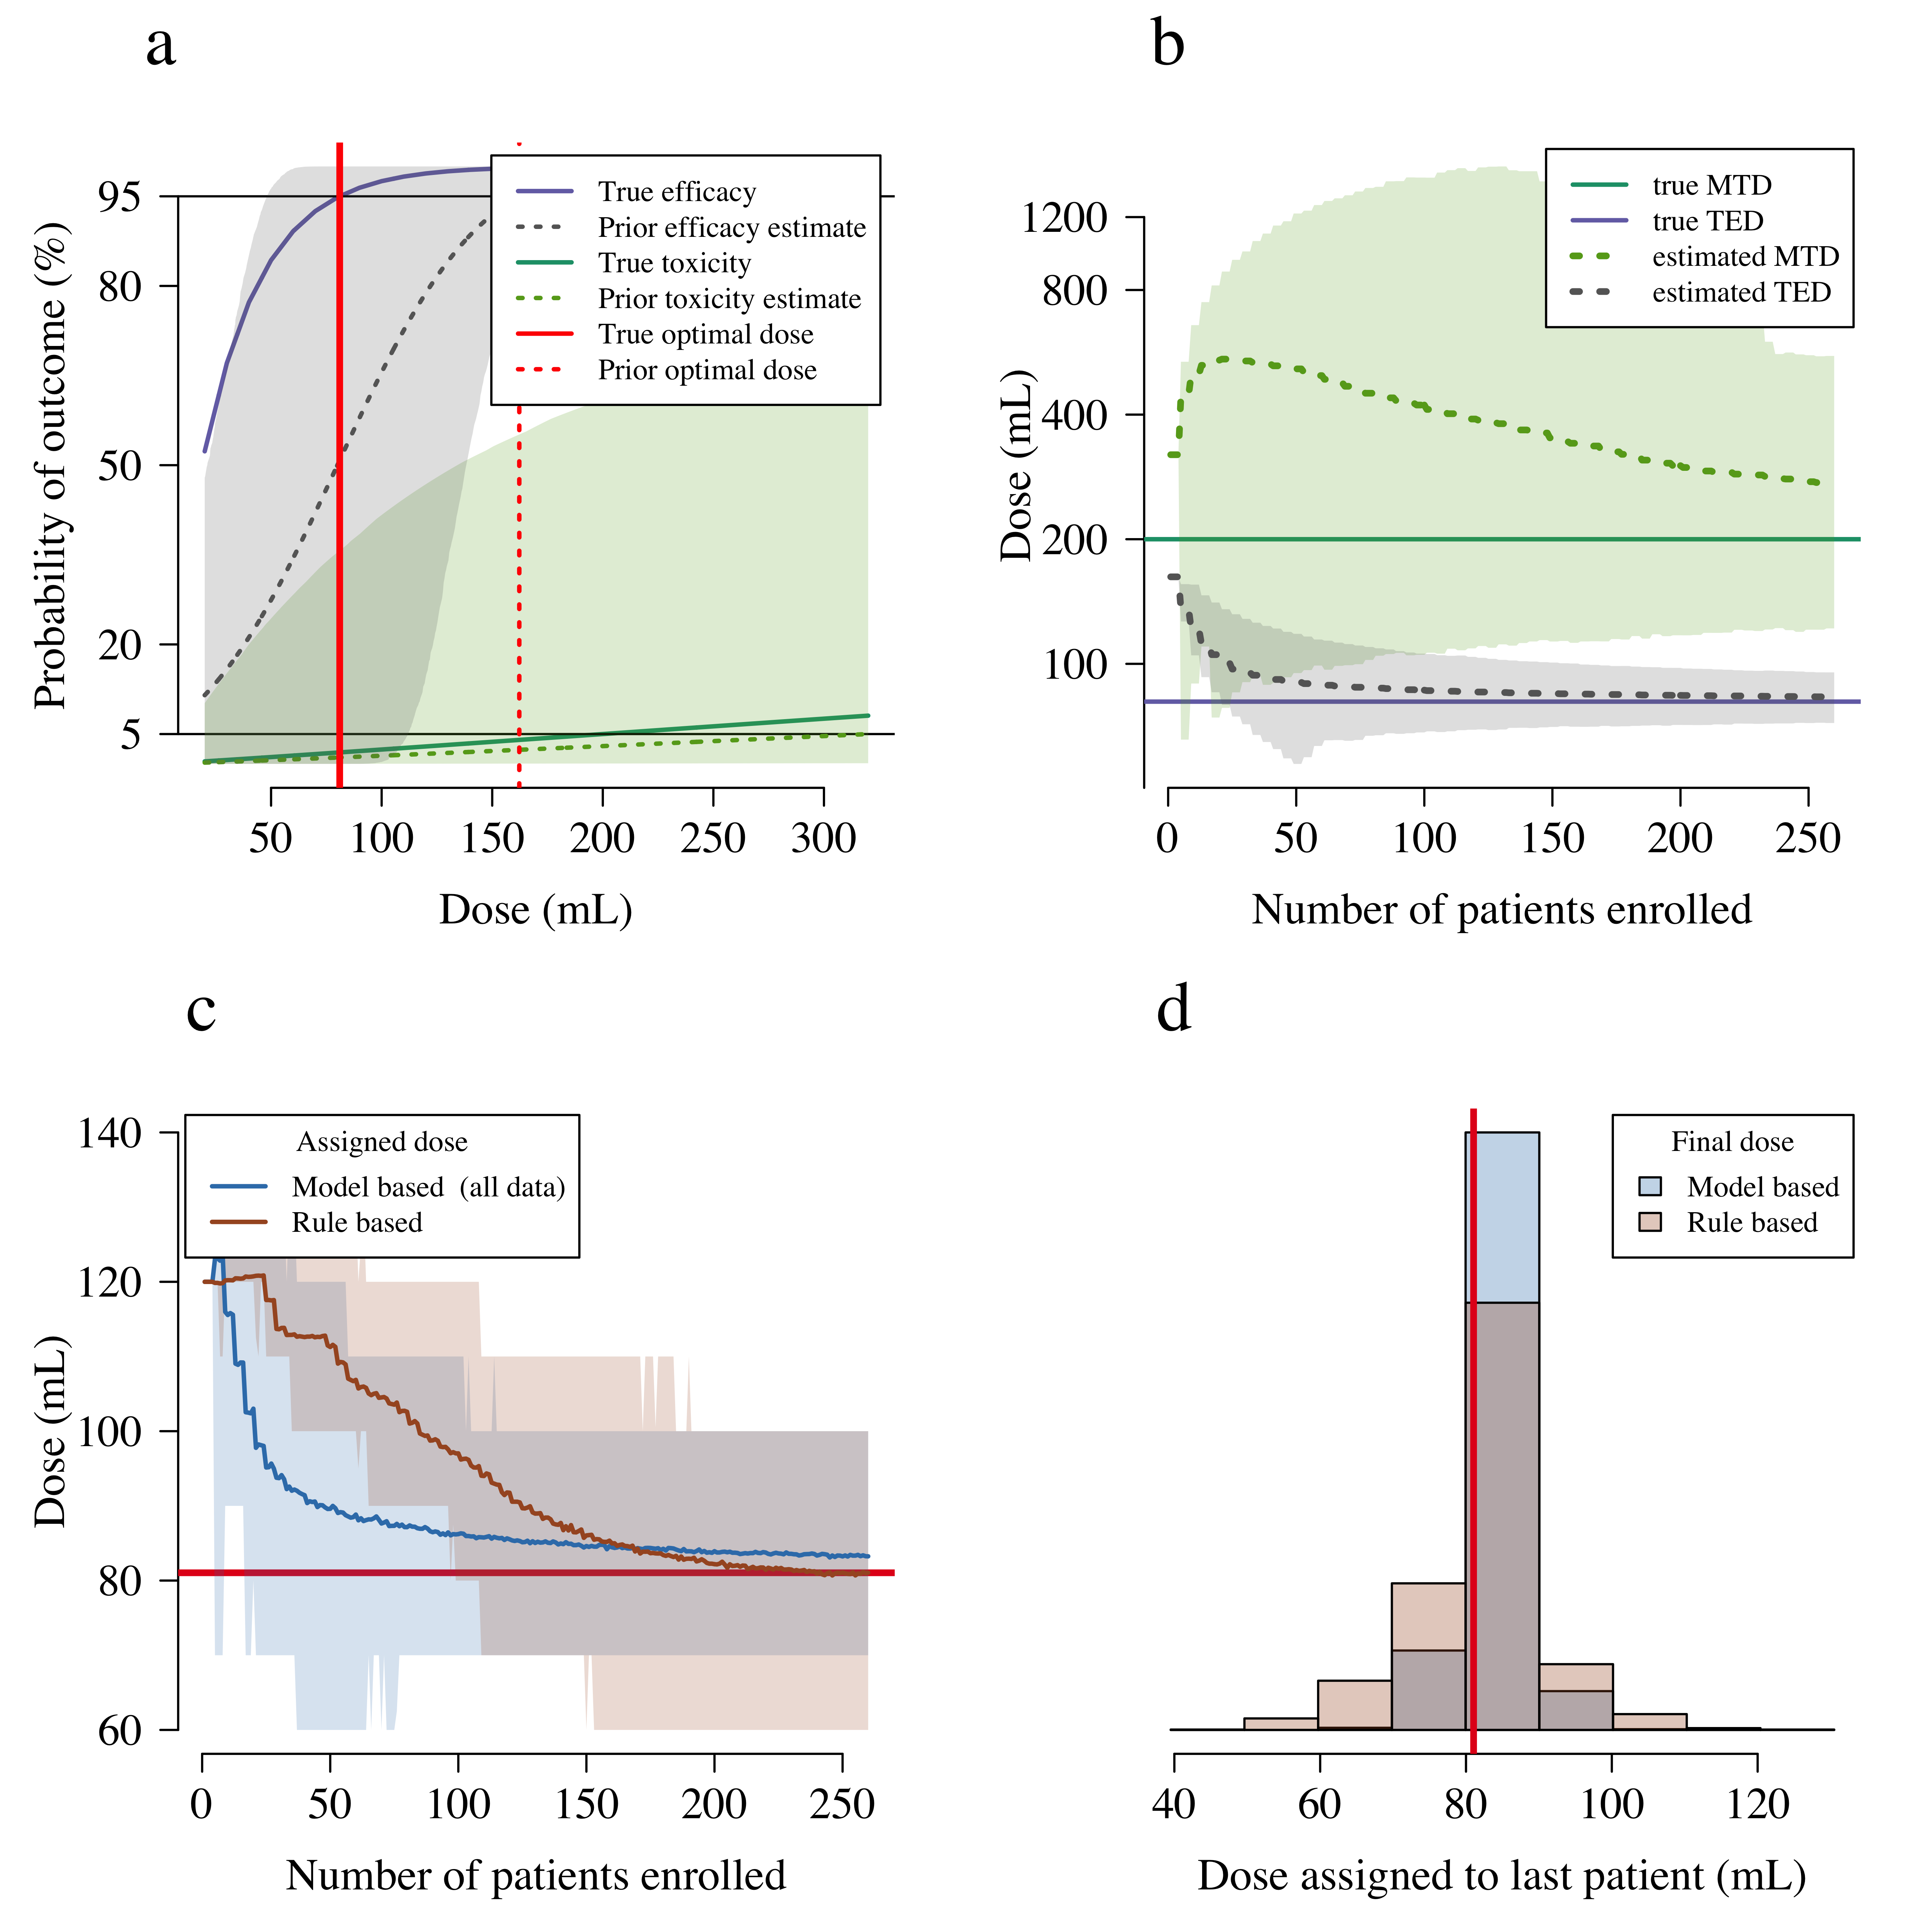 a
Probability of outcome (%)
95
80
50
20
5
True efficacy
Prior efficacy estimate
True toxicity
Prior toxicity estimate
True optimal dose
Prior optimal dose
50 100 150 200 250 300
Dose (mL)
b
Dose (mL)
1200
800
400
200
100
true MTD
true TED
estimated MTD
estimated TED
0 50 100 150 200 250
Number of patients enrolled
c
Dose (mL)
140
120
100
80
60
Assigned dose
Model based (all data)
Rule based
0 50 100 150 200 250
Number of patients enrolled
d
Final dose
Model based
Rule based
40 60 80 100 120
Dose assigned to last patient (mL)